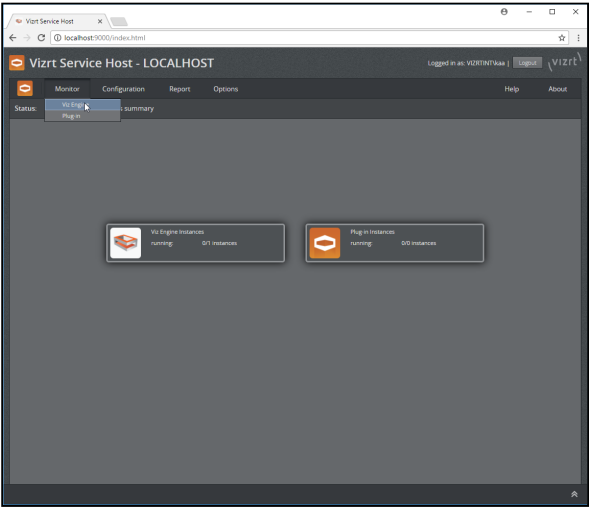 Vizrt Service Host
localhost:9000/index.html
Vizrt Service Host - LOCALHOST
Logged in as: VIZRTINT\kaa | Logout
vizrt
Monitor Configuration Report Options Help About
Status: summary
Viz Engine
Plug-in
Viz Engine Instances
running: 0/1 instances
Plug-in Instances
running: 0/0 instances